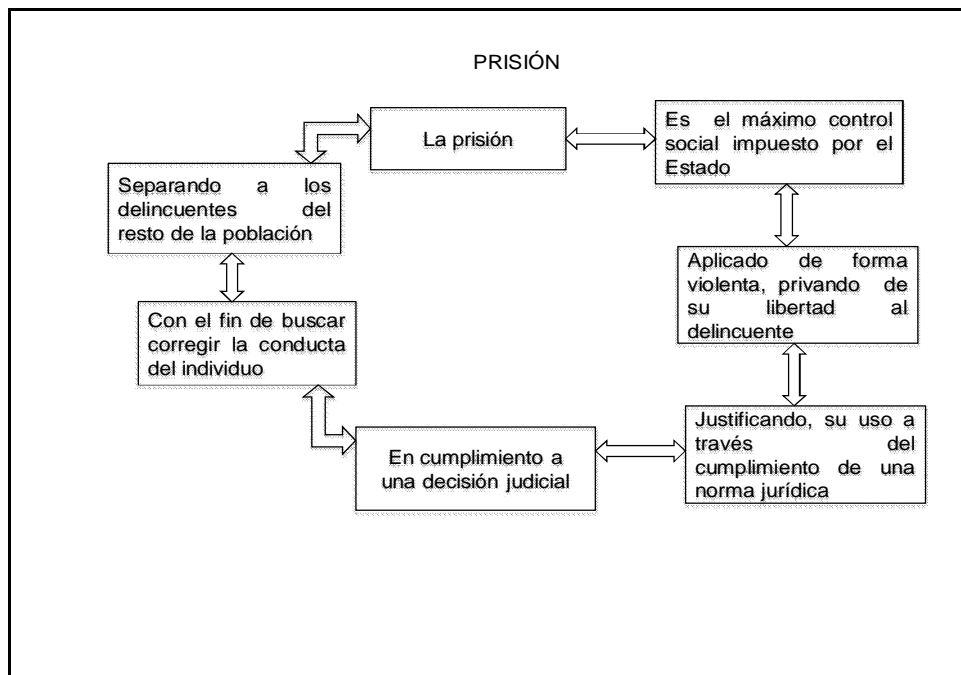 PRISIÓN
La prisión
Es el máximo control
social impuesto por el
Estado
Aplicado de forma
violenta, privando de
su libertad al
delincuente
Justificando, su uso a
través del
cumplimiento de una
norma jurídica
En cumplimiento a
una decisión judicial
Con el fin de buscar
corregir la conducta
del individuo
Separando a los
delincuentes del
resto de la población